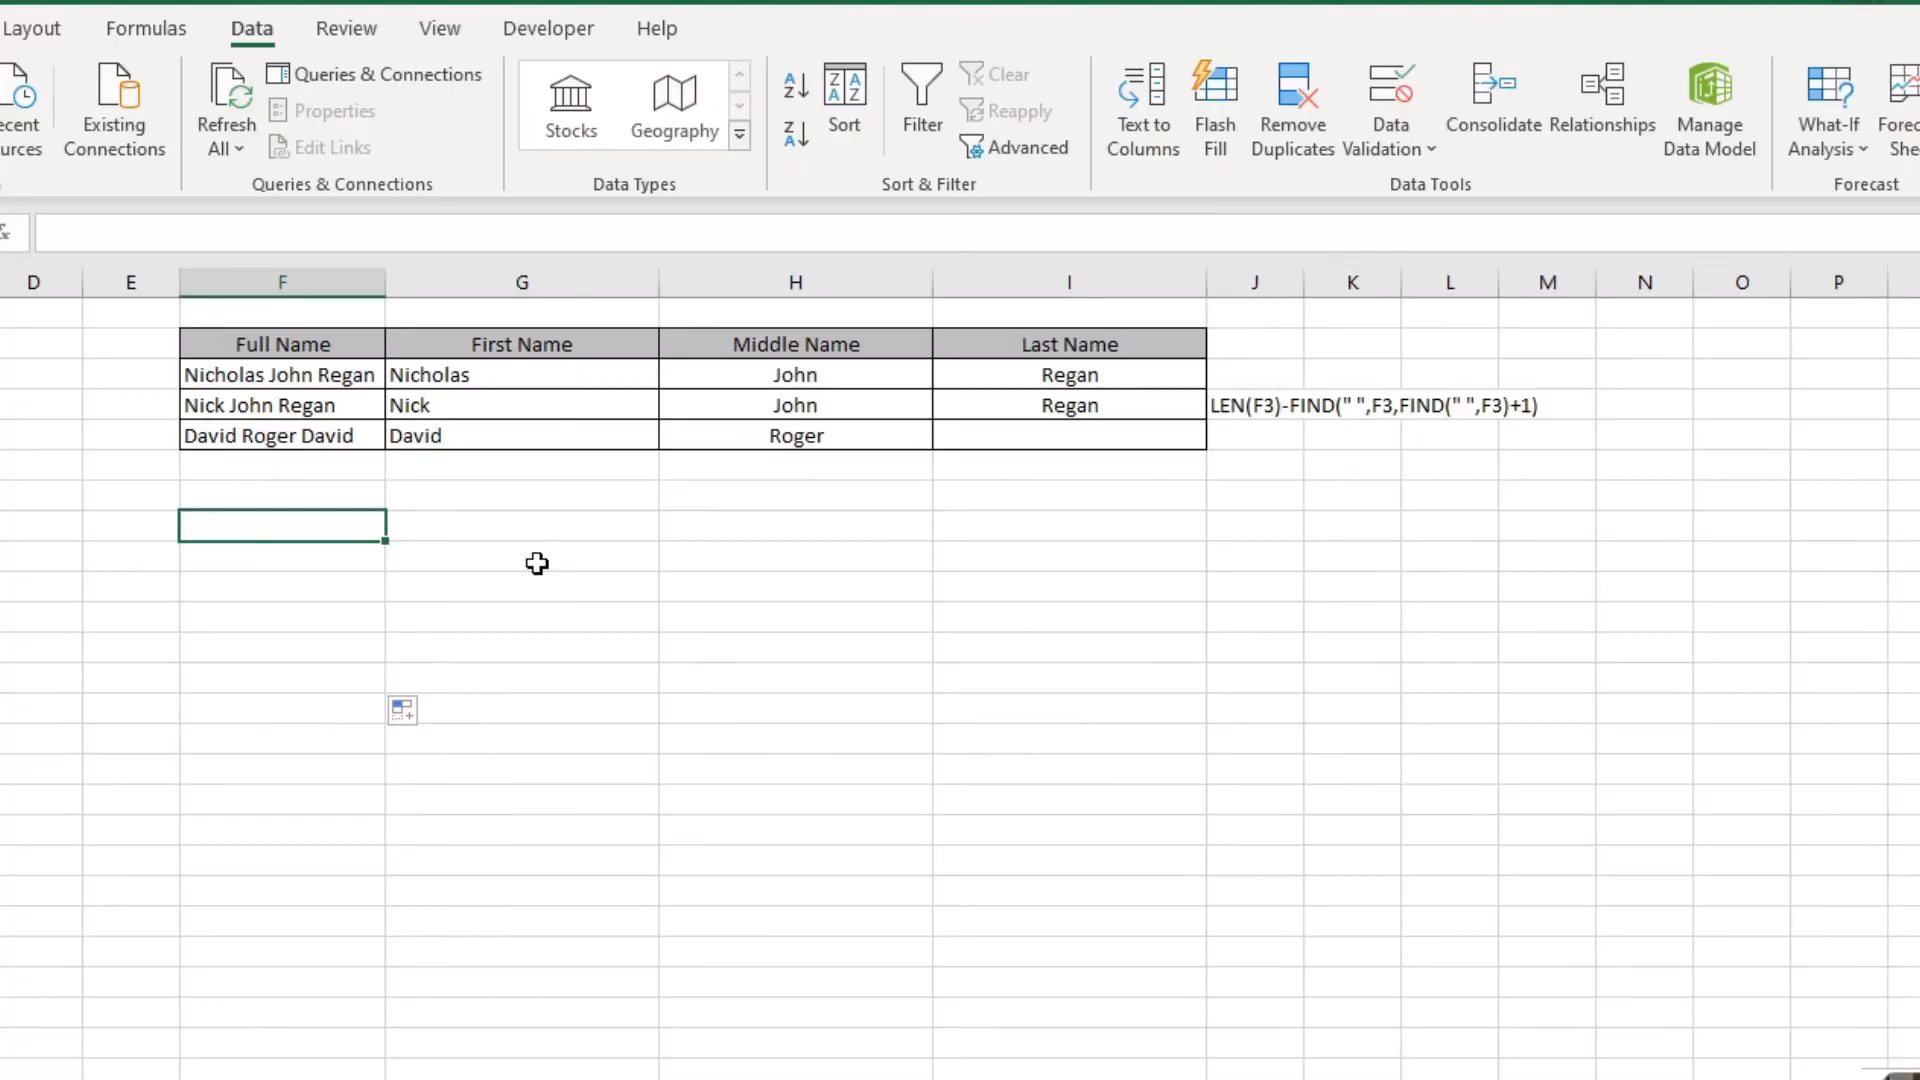 Layout Formulas Data Review View Developer Help
Queries & Connections
Properties
Edit Links
Existing Connections
Refresh All
Queries & Connections
Stocks Geography
Data Types
Sort
Filter
Clear
Reapply
Advanced
Sort & Filter
Text to Columns
Flash Fill
Remove Duplicates
Data Validation
Consolidate
Relationships
Manage Data Model
Data Tools
What-If Analysis
Forecast
D E F G H I J K L M N O P
Full Name First Name Middle Name Last Name
Nicholas John Regan Nicholas John Regan
Nick John Regan Nick John Regan LEN(F3)-FIND(" ",F3,FIND(" ",F3)+1)
David Roger David David Roger